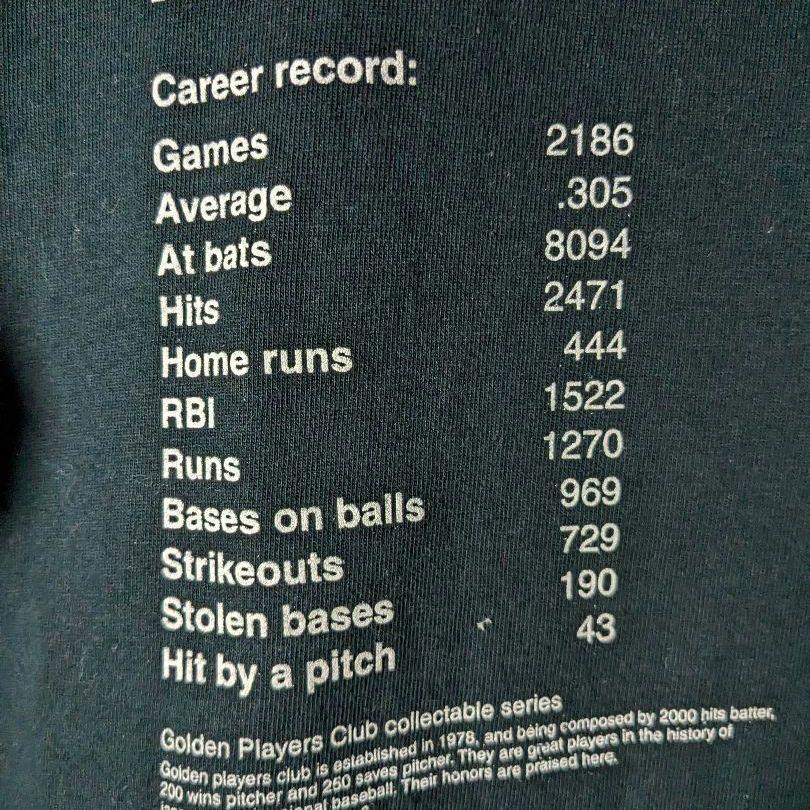 Career record:
Games 2186
Average .305
At bats 8094
Hits 2471
Home runs 444
RBI 1522
Runs 1270
Bases on balls 969
Strikeouts 729
Stolen bases 190
Hit by a pitch 43
Golden Players Club collectable series
Golden players club is established in 1978, and being composed by 2000 hits batter,
200 wins pitcher and 250 saves pitcher. They are great players in the history of
baseball. Their honors are praised here.